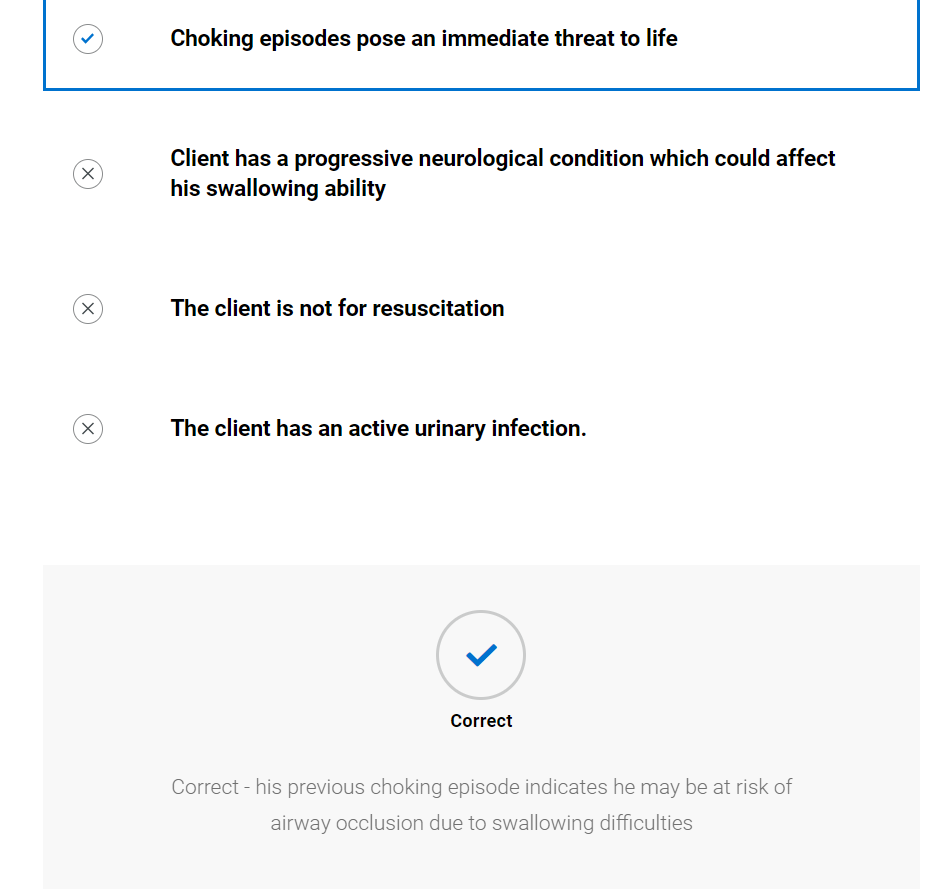 Choking episodes pose an immediate threat to life
Client has a progressive neurological condition which could affect
his swallowing ability
The client is not for resuscitation
The client has an active urinary infection.
Correct
Correct - his previous choking episode indicates he may be at risk of
airway occlusion due to swallowing difficulties